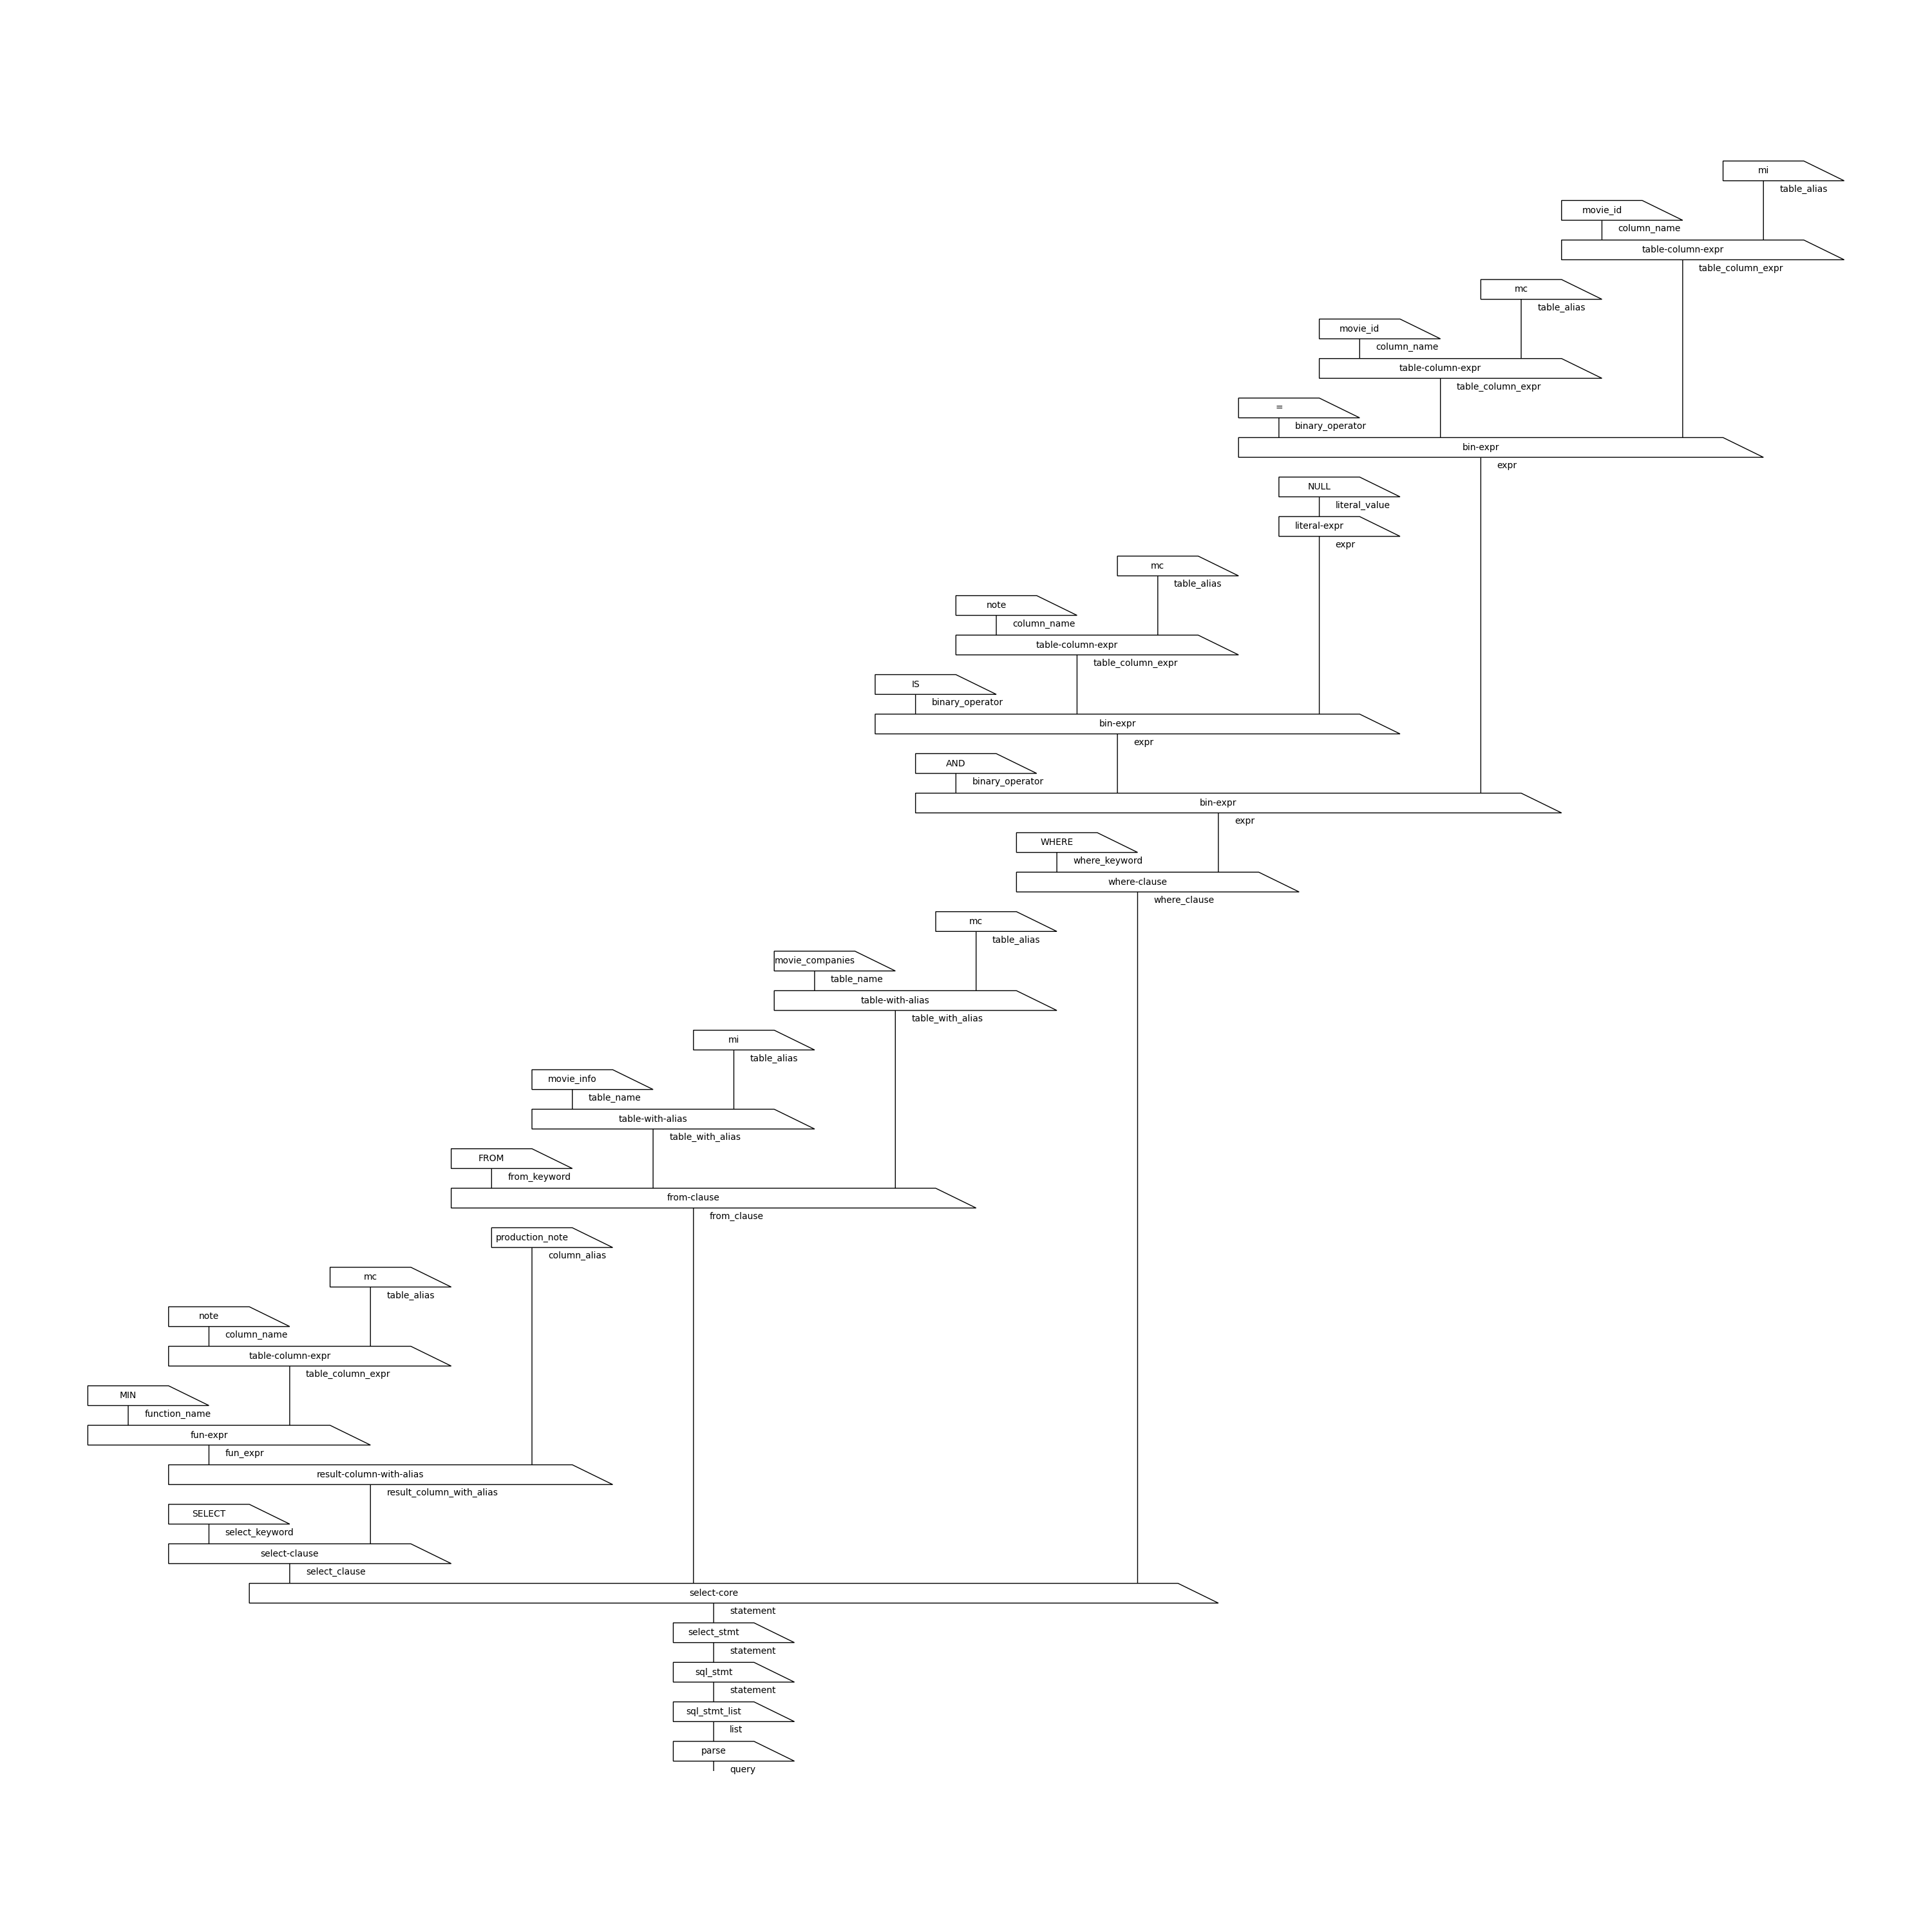 mi
table_alias
movie_id
column_name
table-column-expr
table_column_expr
mc
table_alias
movie_id
column_name
table-column-expr
table_column_expr
=
binary_operator
bin-expr
expr
NULL
literal_value
literal-expr
expr
mc
table_alias
note
column_name
table-column-expr
table_column_expr
IS
binary_operator
bin-expr
expr
AND
binary_operator
bin-expr
expr
WHERE
where_keyword
where-clause
where_clause
mc
table_alias
movie_companies
table_name
table-with-alias
table_with_alias
mi
table_alias
movie_info
table_name
table-with-alias
table_with_alias
FROM
from_keyword
from-clause
from_clause
production_note
column_alias
mc
table_alias
note
column_name
table-column-expr
table_column_expr
MIN
function_name
fun-expr
fun_expr
result-column-with-alias
result_column_with_alias
SELECT
select_keyword
select-clause
select_clause
select-core
statement
select_stmt
statement
sql_stmt
statement
sql_stmt_list
list
parse
query